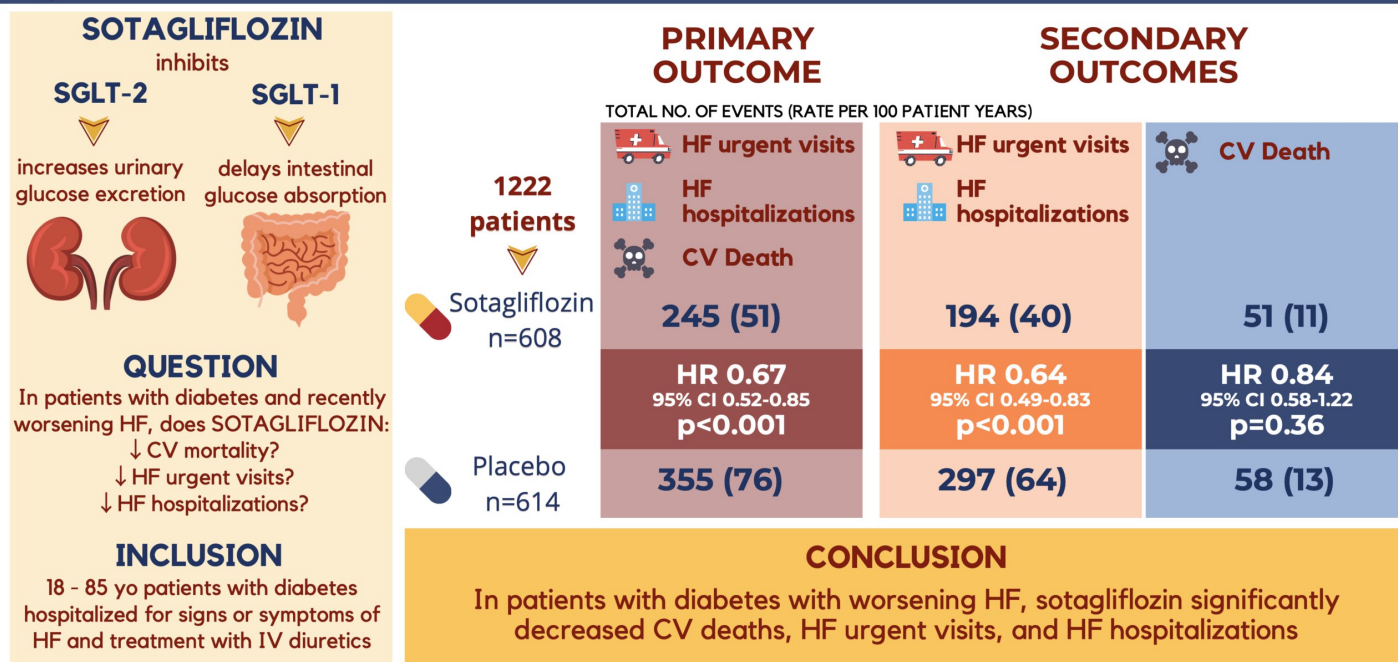 SOTAGLIFLOZIN
inhibits
SGLT-2
SGLT-1
increases urinary
glucose excretion
delays intestinal
glucose absorption
QUESTION
In patients with diabetes and recently
worsening HF, does SOTAGLIFLOZIN:
↓ CV mortality?
↓ HF urgent visits?
↓ HF hospitalizations?
INCLUSION
18 - 85 yo patients with diabetes
hospitalized for signs or symptoms of
HF and treatment with IV diuretics
1222
patients
Sotagliflozin
n=608
Placebo
n=614
PRIMARY
OUTCOME
SECONDARY
OUTCOMES
TOTAL NO. OF EVENTS (RATE PER 100 PATIENT YEARS)
HF urgent visits
HF
hospitalizations
CV Death
245 (51)
HR 0.67
95% CI 0.52-0.85
p<0.001
355 (76)
HF urgent visits
HF
hospitalizations
194 (40)
HR 0.64
95% CI 0.49-0.83
p<0.001
297 (64)
CV Death
51 (11)
HR 0.84
95% CI 0.58-1.22
p=0.36
58 (13)
CONCLUSION
In patients with diabetes with worsening HF, sotagliflozin significantly
decreased CV deaths, HF urgent visits, and HF hospitalizations